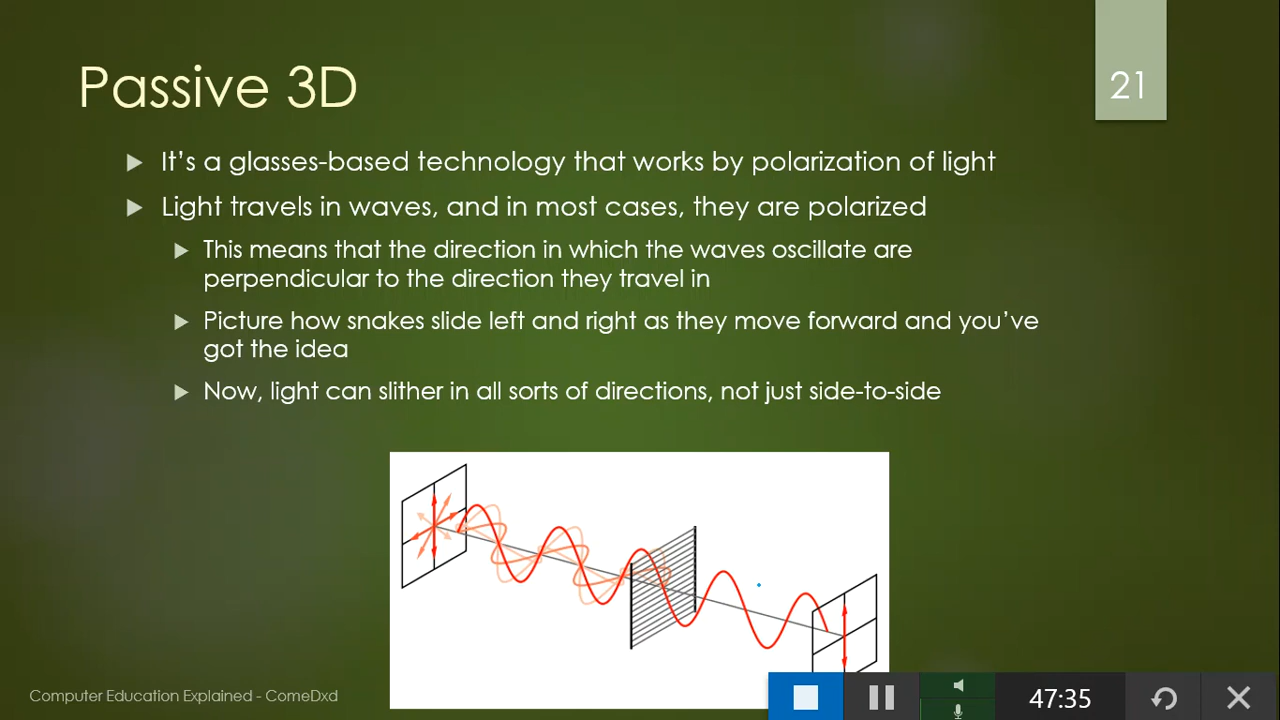 Passive 3D
21
It’s a glasses-based technology that works by polarization of light
Light travels in waves, and in most cases, they are polarized
This means that the direction in which the waves oscillate are
perpendicular to the direction they travel in
Picture how snakes slide left and right as they move forward and you’ve
got the idea
Now, light can slither in all sorts of directions, not just side-to-side
Computer Education Explained - ComeDxd
47:35